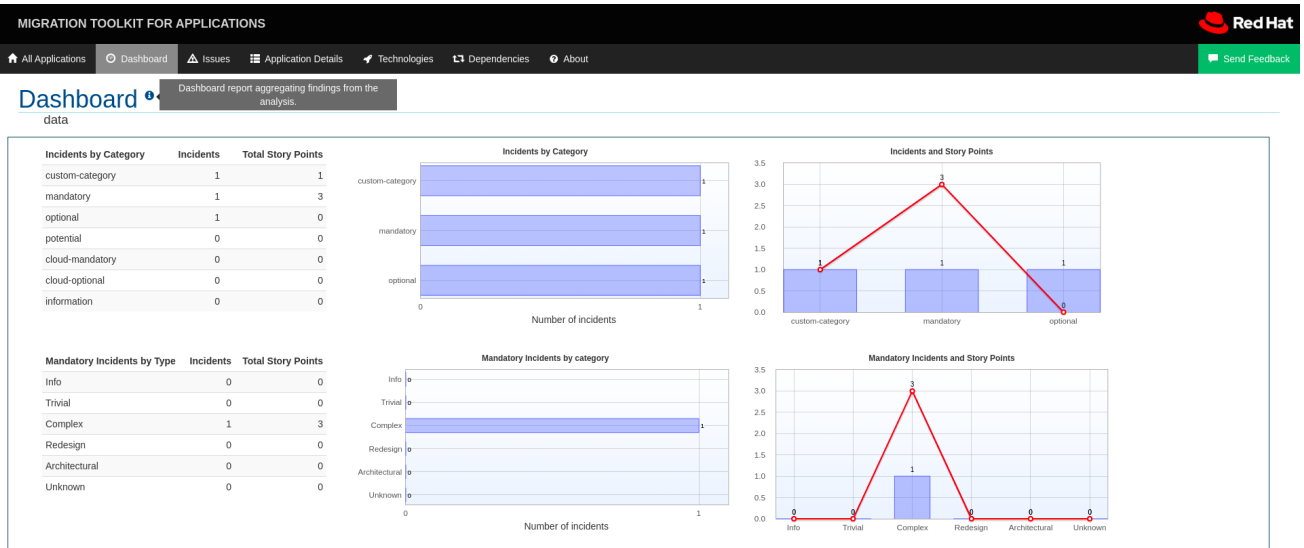 MIGRATION TOOLKIT FOR APPLICATIONS
Red Hat
All Applications Dashboard Issues Application Details Technologies Dependencies About Send Feedback
Dashboard
Dashboard report aggregating findings from the
analysis.
data
Incidents by Category Incidents Total Story Points
custom-category 1 1
mandatory 1 3
optional 1 0
potential 0 0
cloud-mandatory 0 0
cloud-optional 0 0
information 0 0
Incidents by Category
custom-category 1
mandatory 1
optional 1
0 1
Number of incidents
Incidents and Story Points
3.5
3.0
2.5
2.0
1.5
1.0
0.5
0.0
1 3 0
1 1
custom-category mandatory optional
Mandatory Incidents by Type Incidents Total Story Points
Info 0 0
Trivial 0 0
Complex 1 3
Redesign 0 0
Architectural 0 0
Unknown 0 0
Mandatory Incidents by category
Info 0
Trivial 0
Complex 1
Redesign 0
Architectural 0
Unknown 0
0 1
Number of incidents
Mandatory Incidents and Story Points
3.5
3.0
2.5
2.0
1.5
1.0
0.5
0.0
3
1
0 0 0 0 0
Info Trivial Complex Redesign Architectural Unknown